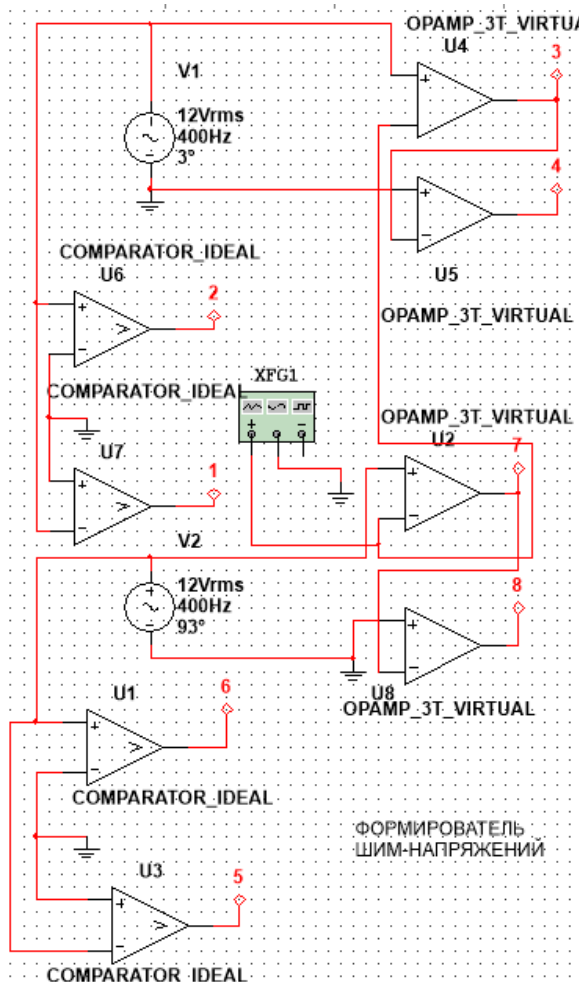 OPAMP_3T_VIRTUA
U4
3
V1
12Vrms
400Hz
3°
4
U5
COMPARATOR_IDEAL
U6
2
OPAMP_3T_VIRTUAL
COMPARATOR_IDEAL
XFG1
U7
1
OPAMP_3T_VIRTUAL
U2
7
V2
12Vrms
400Hz
93°
8
U1
6
U8
OPAMP_3T_VIRTUAL
COMPARATOR_IDEAL
ФОРМИРОВАТЕЛЬ
ШИМ-НАПРЯЖЕНИЙ
U3
5
COMPARATOR_IDEAL